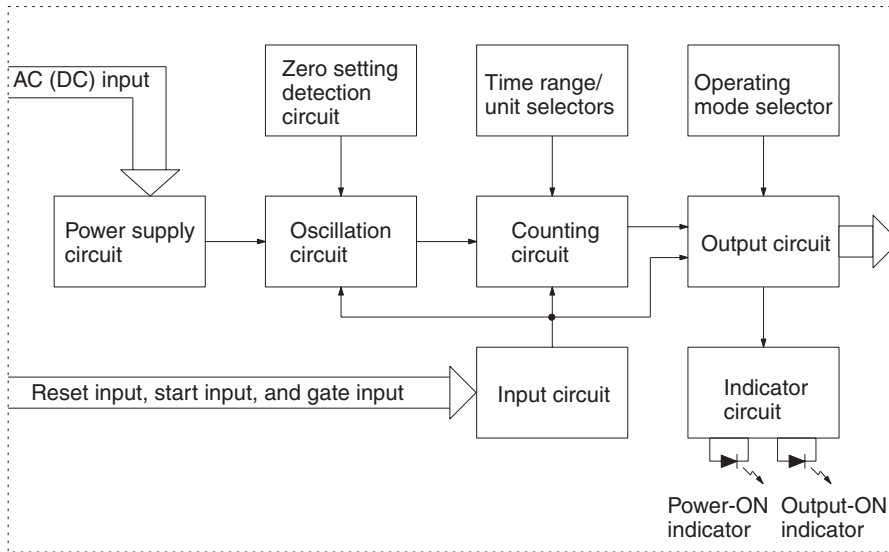 AC (DC) input
Zero setting
detection
circuit
Time range/
unit selectors
Operating
mode selector
Power supply
circuit
Oscillation
circuit
Counting
circuit
Output circuit
Reset input, start input, and gate input
Input circuit
Indicator
circuit
Power-ON
indicator
Output-ON
indicator